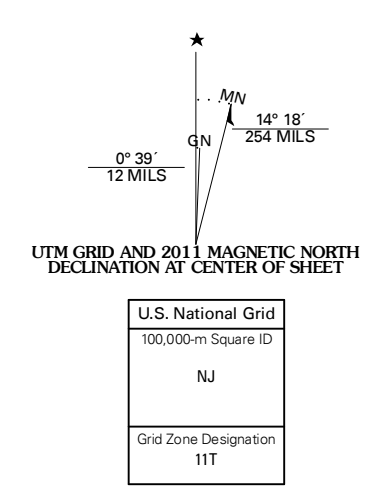 ★
MN
14° 18´
254 MILS
GN
0° 39´
12 MILS
UTM GRID AND 2011 MAGNETIC NORTH
DECLINATION AT CENTER OF SHEET
U.S. National Grid
100,000-m Square ID
NJ
Grid Zone Designation
11T